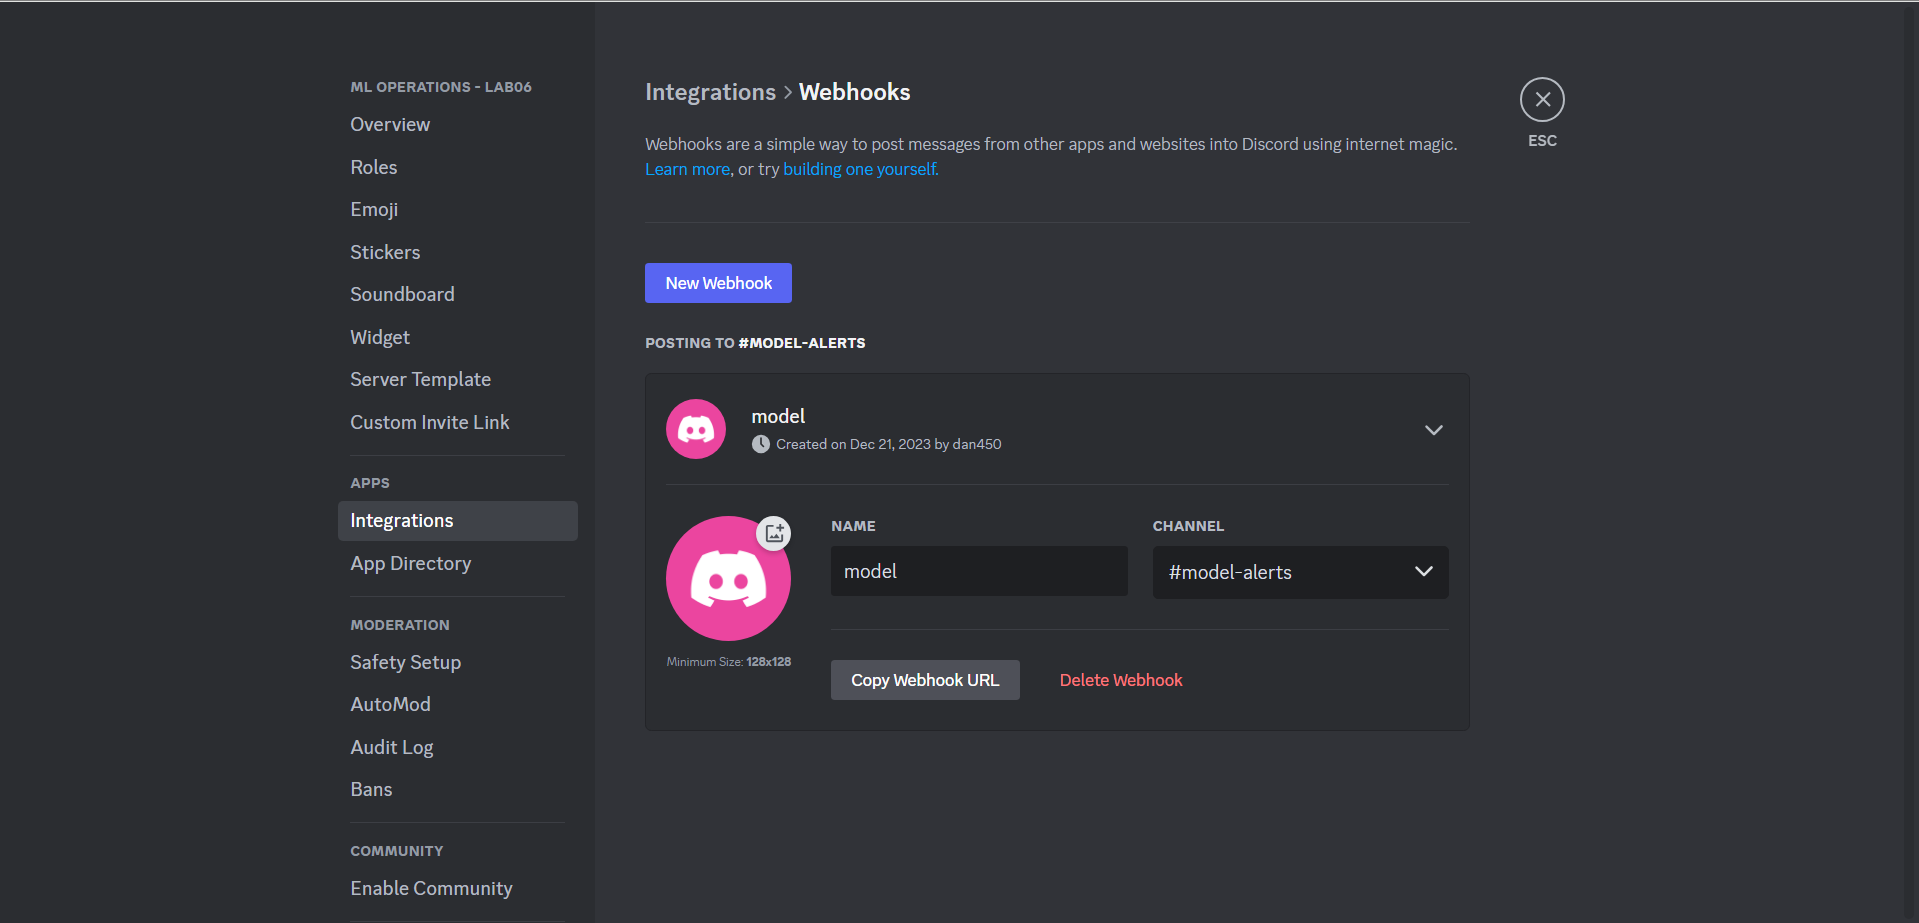 ML OPERATIONS - LAB06
Overview
Roles
Emoji
Stickers
Soundboard
Widget
Server Template
Custom Invite Link
APPS
Integrations
App Directory
MODERATION
Safety Setup
AutoMod
Audit Log
Bans
COMMUNITY
Enable Community
Integrations > Webhooks
ESC
Webhooks are a simple way to post messages from other apps and websites into Discord using internet magic.
Learn more, or try building one yourself.
New Webhook
POSTING TO #MODEL-ALERTS
model
Created on Dec 21, 2023 by dan450
Minimum Size: 128x128
NAME
model
CHANNEL
#model-alerts
Copy Webhook URL
Delete Webhook